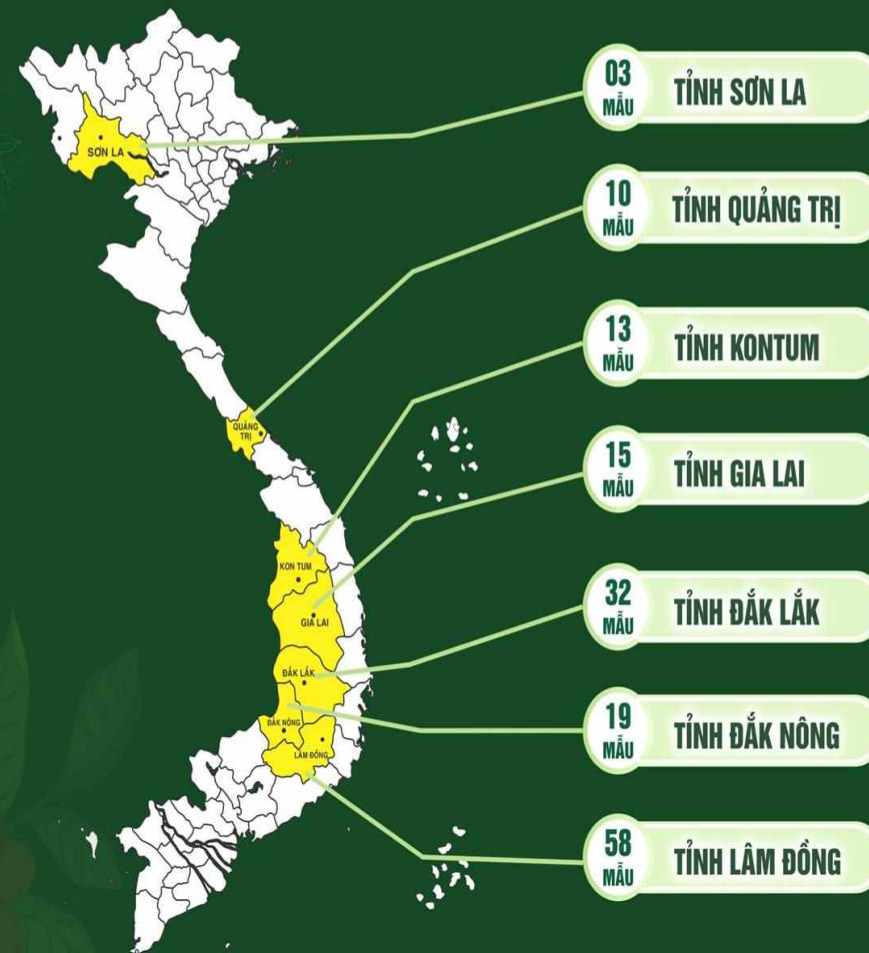 03
MẪU
TỈNH SƠN LA
10
MẪU
TỈNH QUẢNG TRỊ
13
MẪU
TỈNH KONTUM
15
MẪU
TỈNH GIA LAI
32
MẪU
TỈNH ĐẮK LẮK
19
MẪU
TỈNH ĐẮK NÔNG
58
MẪU
TỈNH LÂM ĐỒNG
SƠN LA
QUẢNG
TRỊ
KON TUM
GIA LAI
ĐẮK LẮK
ĐẮK NÔNG
LÂM ĐỒNG